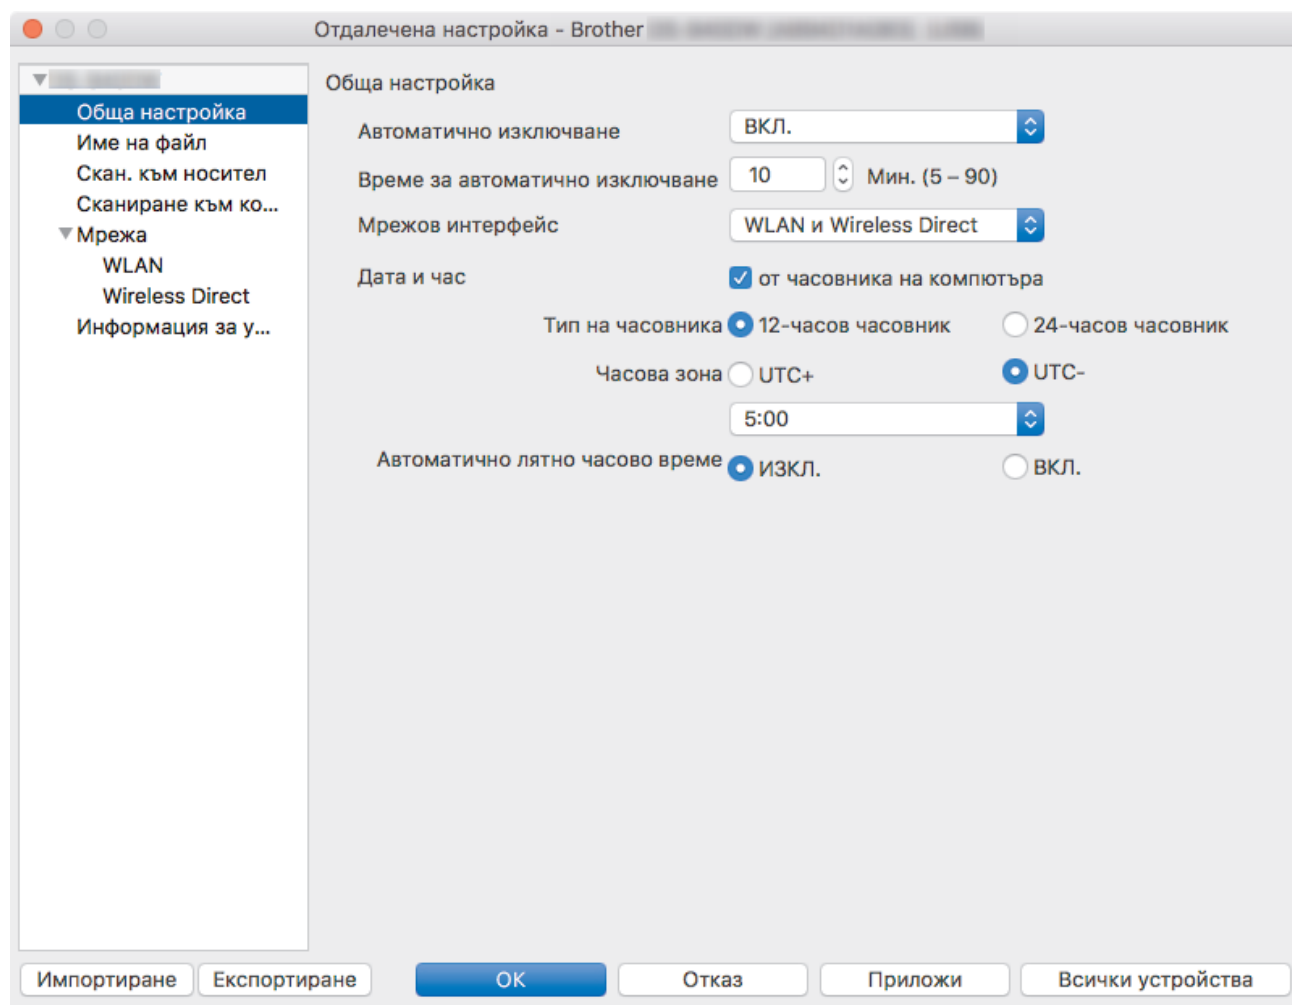 Отдалечена настройка - Brother
Обща настройка
Име на файл
Скан. към носител
Сканиране към ко...
Мрежа
WLAN
Wireless Direct
Информация за у...
Обща настройка
Автоматично изключване ВКЛ.
Време за автоматично изключване 10 Мин. (5 – 90)
Мрежов интерфейс WLAN и Wireless Direct
Дата и час от часовника на компютъра
Тип на часовника 12-часов часовник 24-часов часовник
Часова зона UTC+ UTC-
5:00
Автоматично лятно часово време ИЗКЛ. ВКЛ.
Импортиране Експортиране OK Отказ Приложи Всички устройства